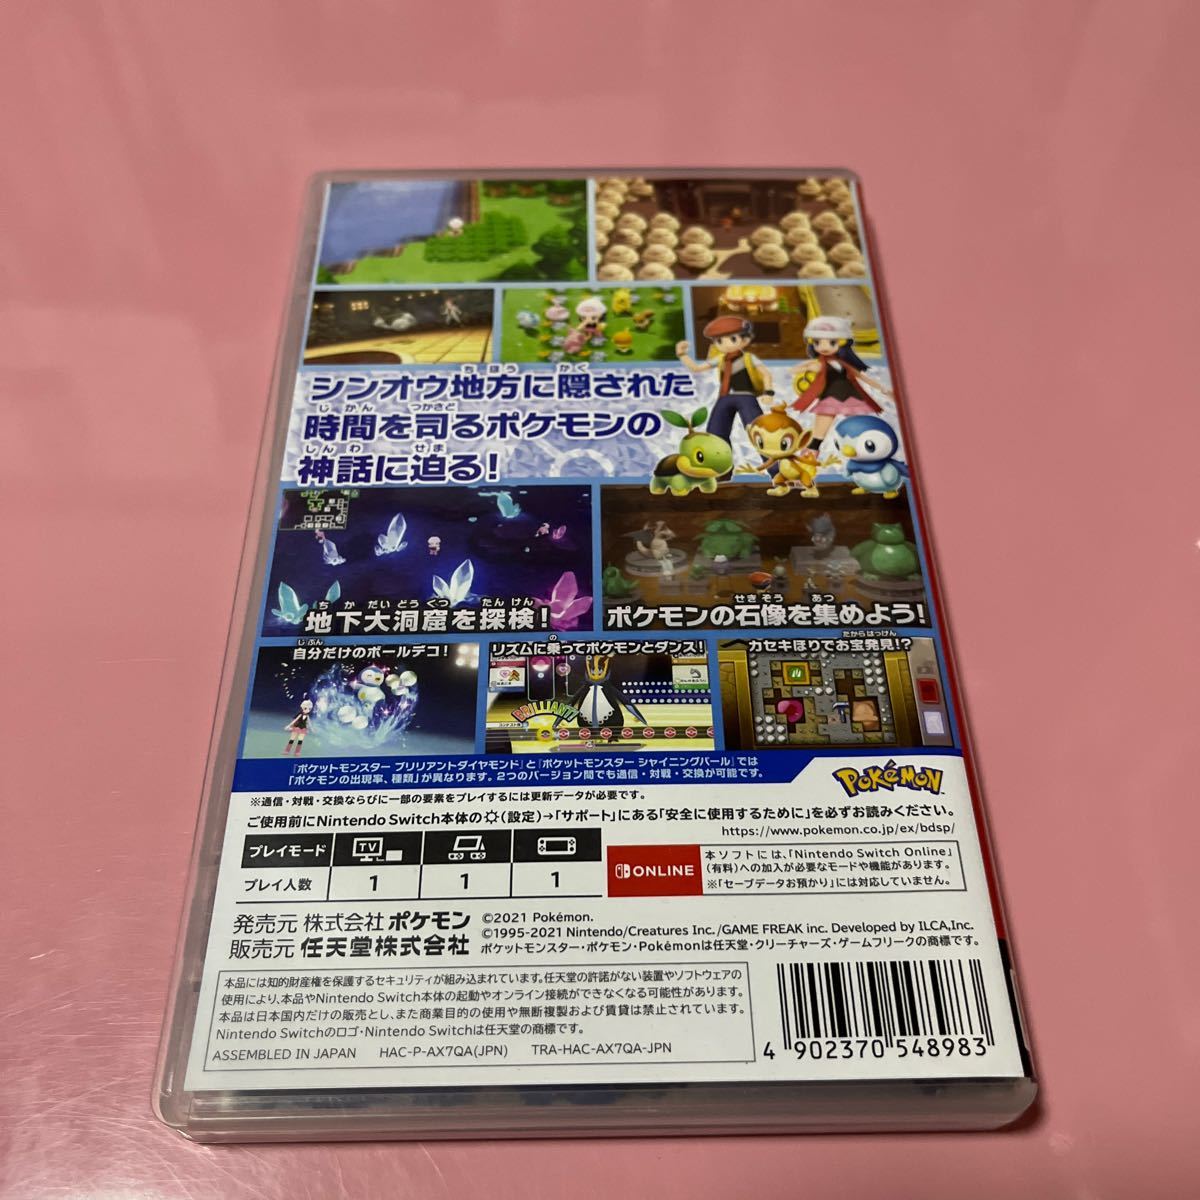 シンオウ地方に隠された
時間を司るポケモンの
神話に迫る!
地下大洞窟を探検!
ポケモンの石像を集めよう!
自分だけのボールデコ!
リズムに乗ってポケモンとダンス!
カセキほりでお宝発見!?
BRILLIANT!
『ポケットモンスター ブリリアントダイヤモンド』と『ポケットモンスター シャイニングパール』では
「ポケモンの出現率、種類」が異なります。2つのバージョン間でも通信・対戦・交換が可能です。
POKéMON
※通信・対戦・交換ならびに一部の要素をプレイするには更新データが必要です。
ご使用前にNintendo Switch本体の(設定)→「サポート」にある「安全に使用するために」を必ずお読みください。
https://www.pokemon.co.jp/ex/bdsp/
プレイモード TV
プレイ人数 1 1 1
ONLINE
本ソフトには、「Nintendo Switch Online」
(有料)への加入が必要なモードや機能があります。
※「セーブデータお預かり」には対応していません。
発売元 株式会社 ポケモン
販売元 任天堂株式会社
©2021 Pokémon.
©1995-2021 Nintendo/Creatures Inc./GAME FREAK inc. Developed by ILCA,Inc.
ポケットモンスター・ポケモン・Pokémonは任天堂・クリーチャーズ・ゲームフリークの商標です。
本品には知的財産権を保護するセキュリティが組み込まれています。任天堂の許諾がない装置やソフトウェアの
使用により、本品やNintendo Switch本体の起動やオンライン接続ができなくなる可能性があります。
本品は日本国内だけの販売とし、また商業目的の使用や無断複製および賃貸は禁止されています。
Nintendo Switchのロゴ・Nintendo Switchは任天堂の商標です。
ASSEMBLED IN JAPAN HAC-P-AX7QA(JPN) TRA-HAC-AX7QA-JPN
4 902370 548983